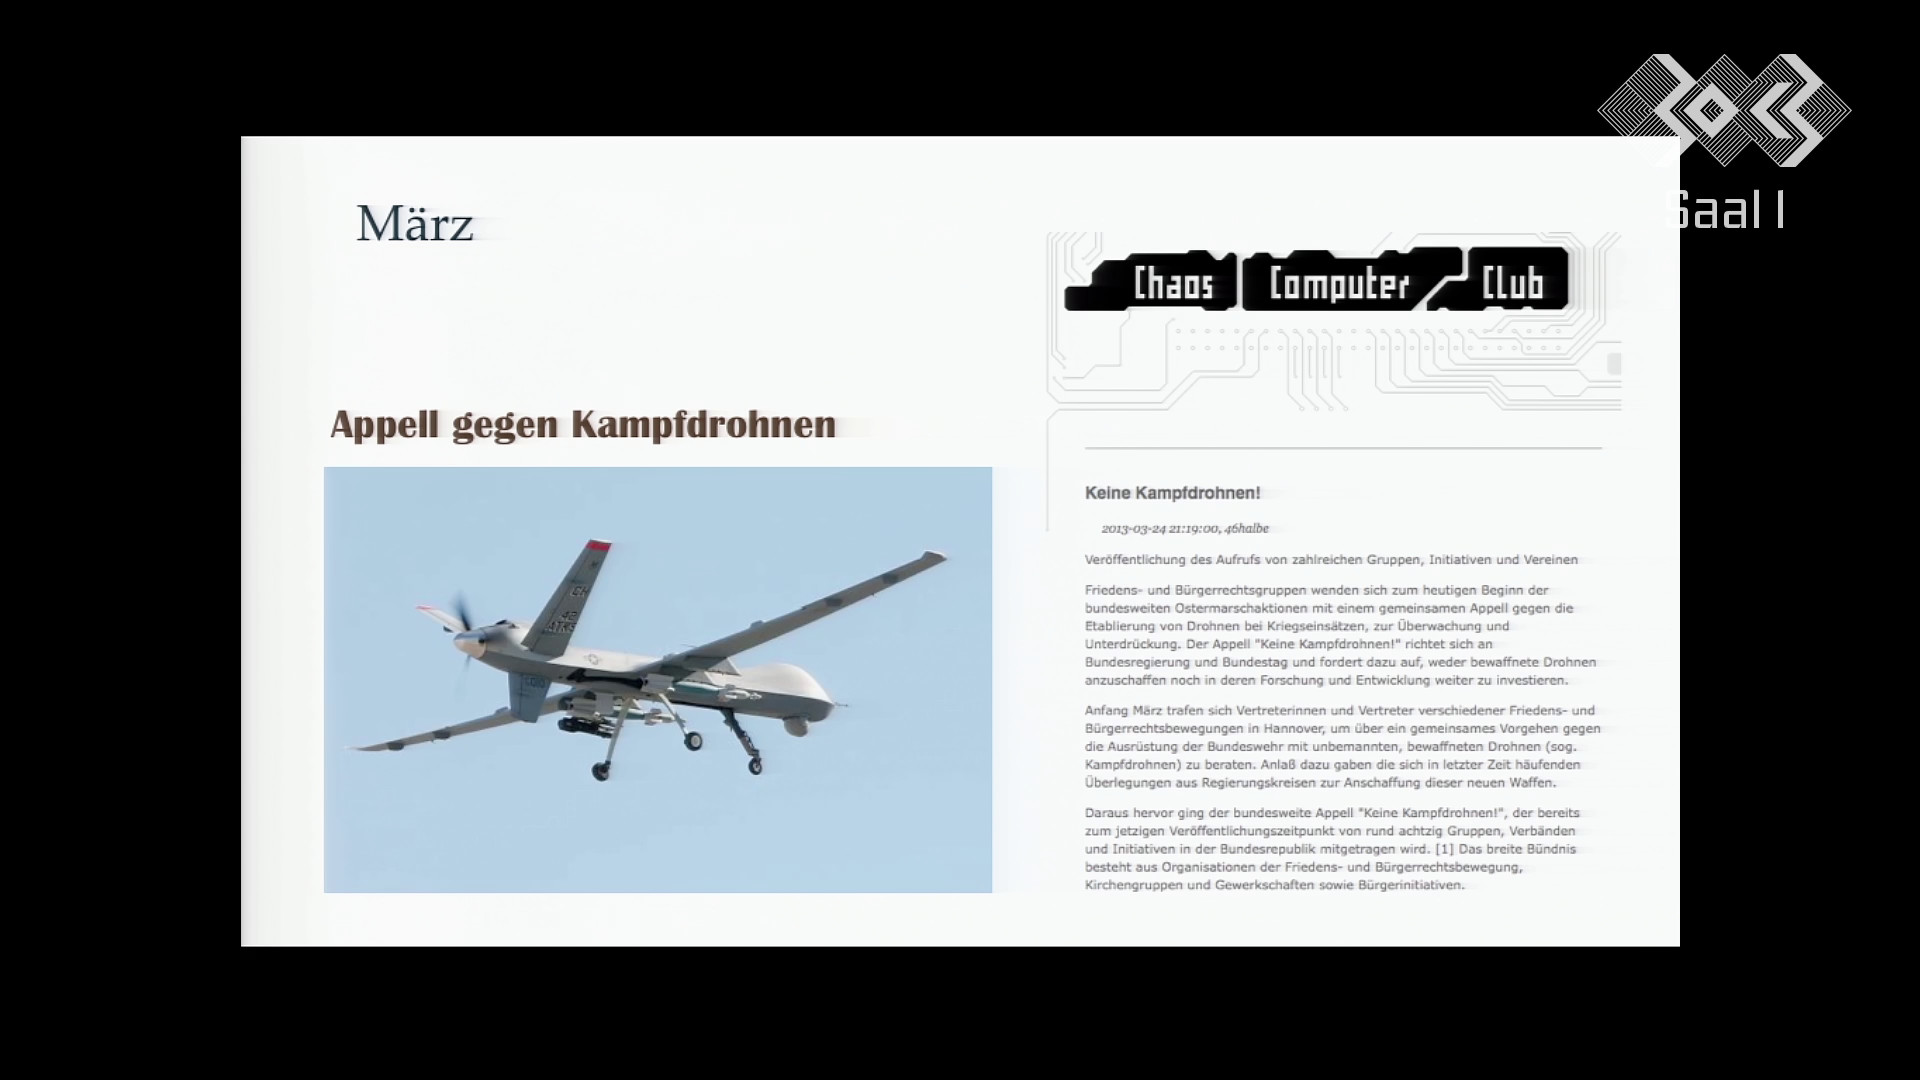 März
Saal 1
Chaos Computer Club
Appell gegen Kampfdrohnen
Keine Kampfdrohnen!
2013-03-24 21:19:00, 46halbe
Veröffentlichung des Aufrufs von zahlreichen Gruppen, Initiativen und Vereinen
Friedens- und Bürgerrechtsgruppen wenden sich zum heutigen Beginn der
bundesweiten Ostermarschaktionen mit einem gemeinsamen Appell gegen die
Etablierung von Drohnen bei Kriegseinsätzen, zur Überwachung und
Unterdrückung. Der Appell "Keine Kampfdrohnen!" richtet sich an
Bundesregierung und Bundestag und fordert dazu auf, weder bewaffnete Drohnen
anzuschaffen noch in deren Forschung und Entwicklung weiter zu investieren.
Anfang März trafen sich Vertreterinnen und Vertreter verschiedener Friedens- und
Bürgerrechtsbewegungen in Hannover, um über ein gemeinsames Vorgehen gegen
die Ausrüstung der Bundeswehr mit unbemannten, bewaffneten Drohnen (sog.
Kampfdrohnen) zu beraten. Anlaß dazu gaben die sich in letzter Zeit häufenden
Überlegungen aus Regierungskreisen zur Anschaffung dieser neuen Waffen.
Daraus hervor ging der bundesweite Appell "Keine Kampfdrohnen!", der bereits
zum jetzigen Veröffentlichungszeitpunkt von rund achtzig Gruppen, Verbänden
und Initiativen in der Bundesrepublik mitgetragen wird. [1] Das breite Bündnis
besteht aus Organisationen der Friedens- und Bürgerrechtsbewegung,
Kirchengruppen und Gewerkschaften sowie Bürgerinitiativen.
CH